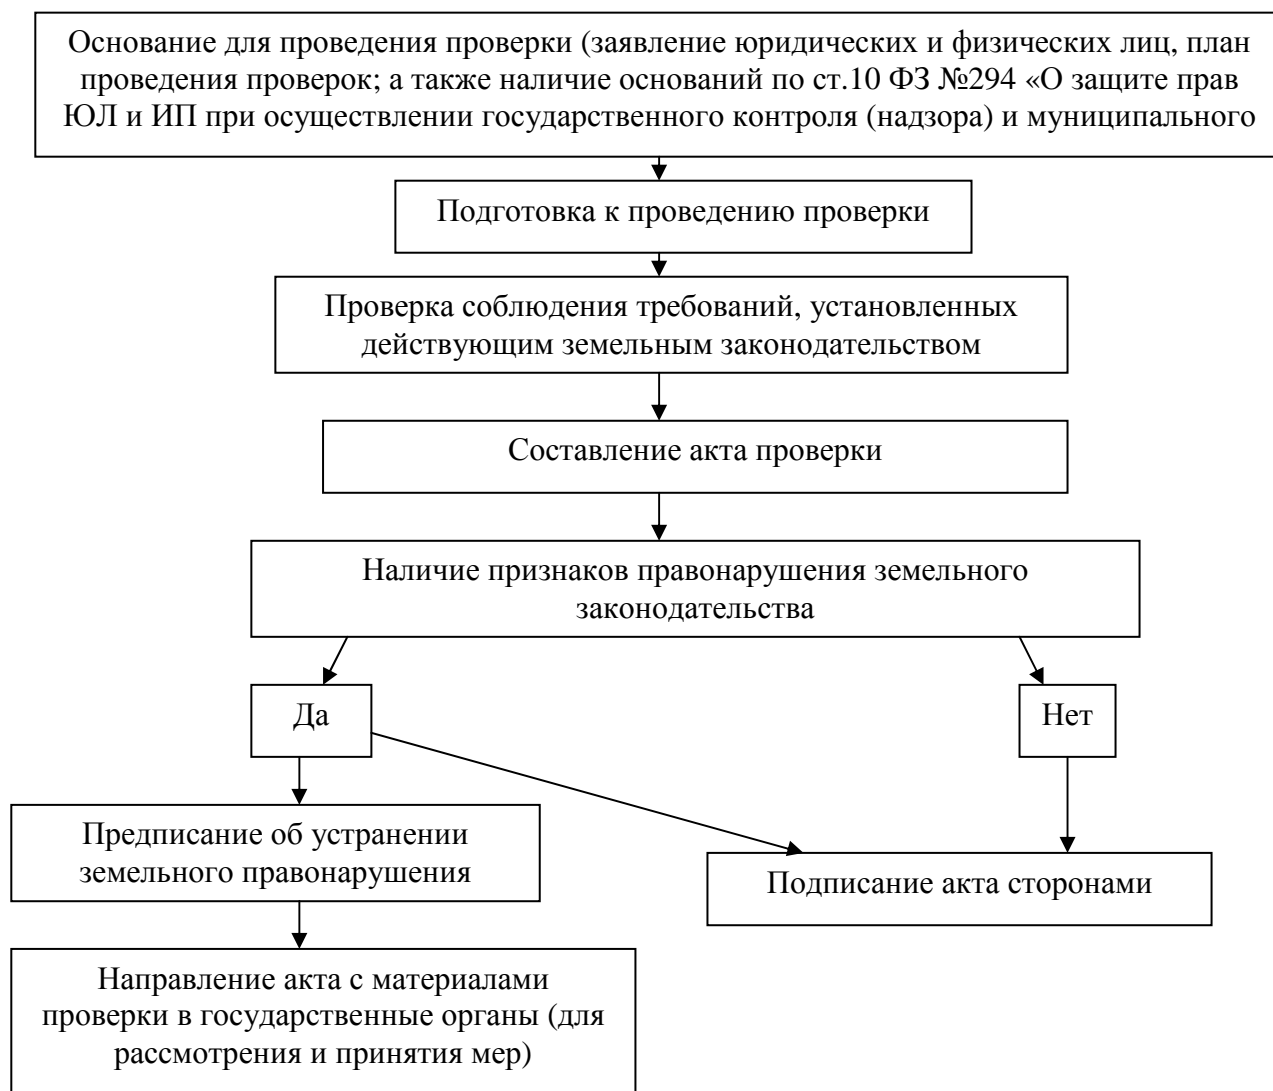 Основание для проведения проверки (заявление юридических и физических лиц, план
проведения проверок; а также наличие оснований по ст.10 ФЗ №294 «О защите прав
ЮЛ и ИП при осуществлении государственного контроля (надзора) и муниципального
Подготовка к проведению проверки
Проверка соблюдения требований, установленных
действующим земельным законодательством
Составление акта проверки
Наличие признаков правонарушения земельного
законодательства
Да
Нет
Предписание об устранении
земельного правонарушения
Подписание акта сторонами
Направление акта с материалами
проверки в государственные органы (для
рассмотрения и принятия мер)